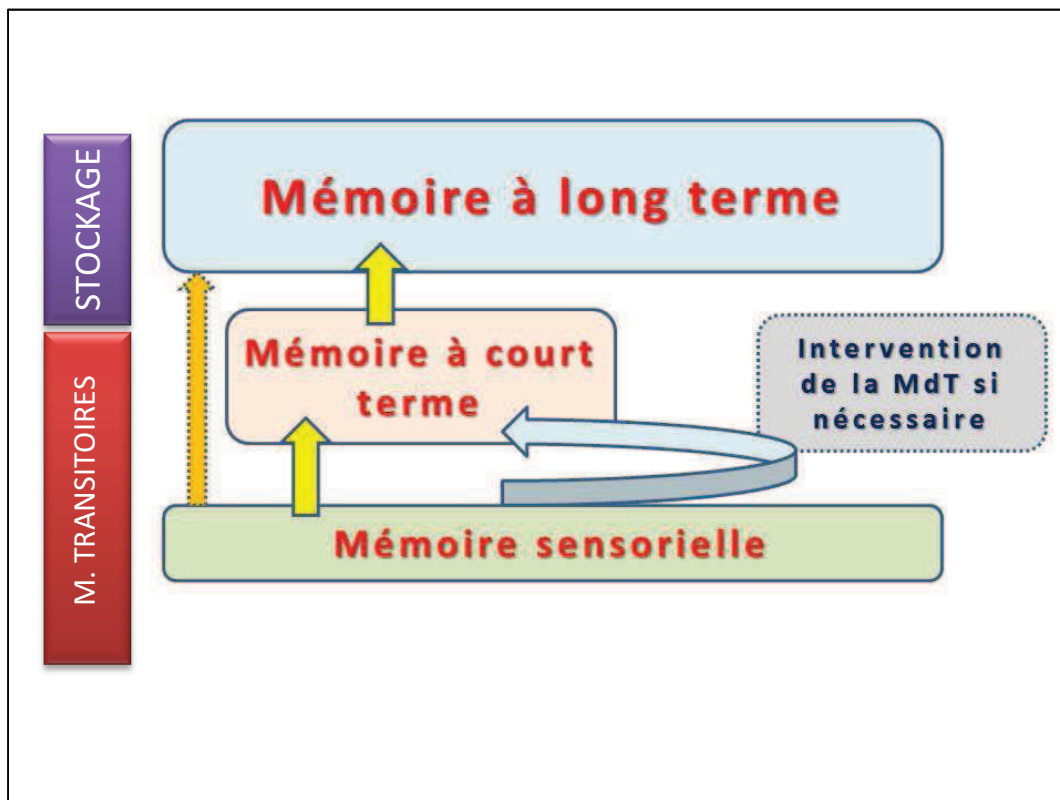 STOCKAGE
Mémoire à long terme
Mémoire à court
terme
Intervention
de la MdT si
nécessaire
M. TRANSITOIRES
Mémoire sensorielle